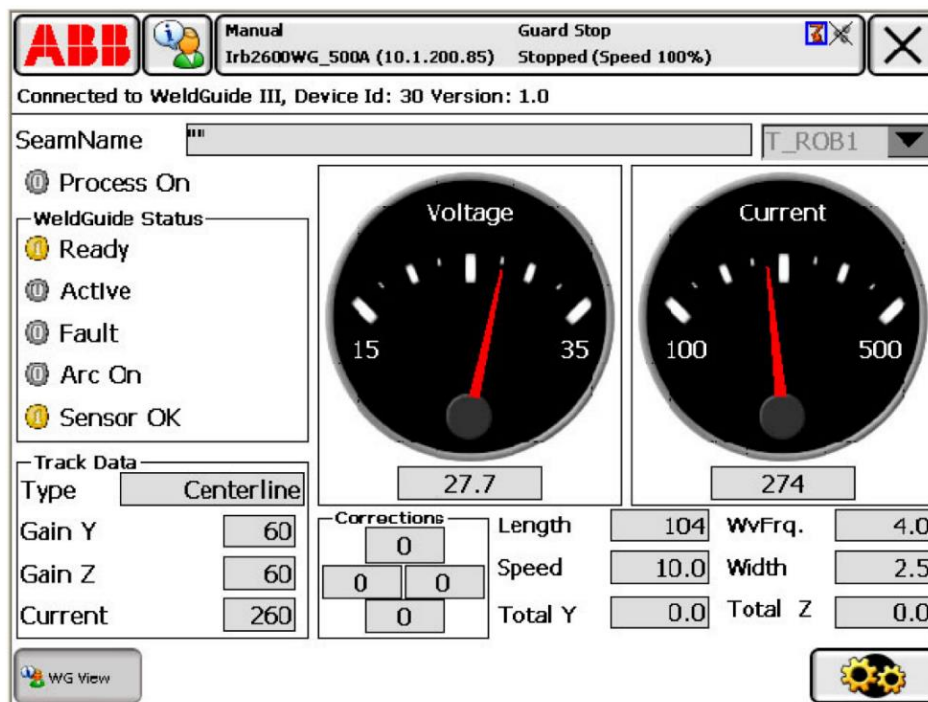 ABB
Manual
Guard Stop
Irb2600WG_500A (10.1.200.85)
Stopped (Speed 100%)
Connected to WeldGuide III, Device Id: 30 Version: 1.0
SeamName
""
T_ROB1
Process On
WeldGuide Status
Ready
Active
Fault
Arc On
Sensor OK
Voltage
15
35
27.7
Current
100
500
274
Track Data
Type
Centerline
Gain Y
60
Gain Z
60
Current
260
Corrections
0
0 0
0
Length 104 WvFrq. 4.0
Speed 10.0 Width 2.5
Total Y 0.0 Total Z 0.0
WG View